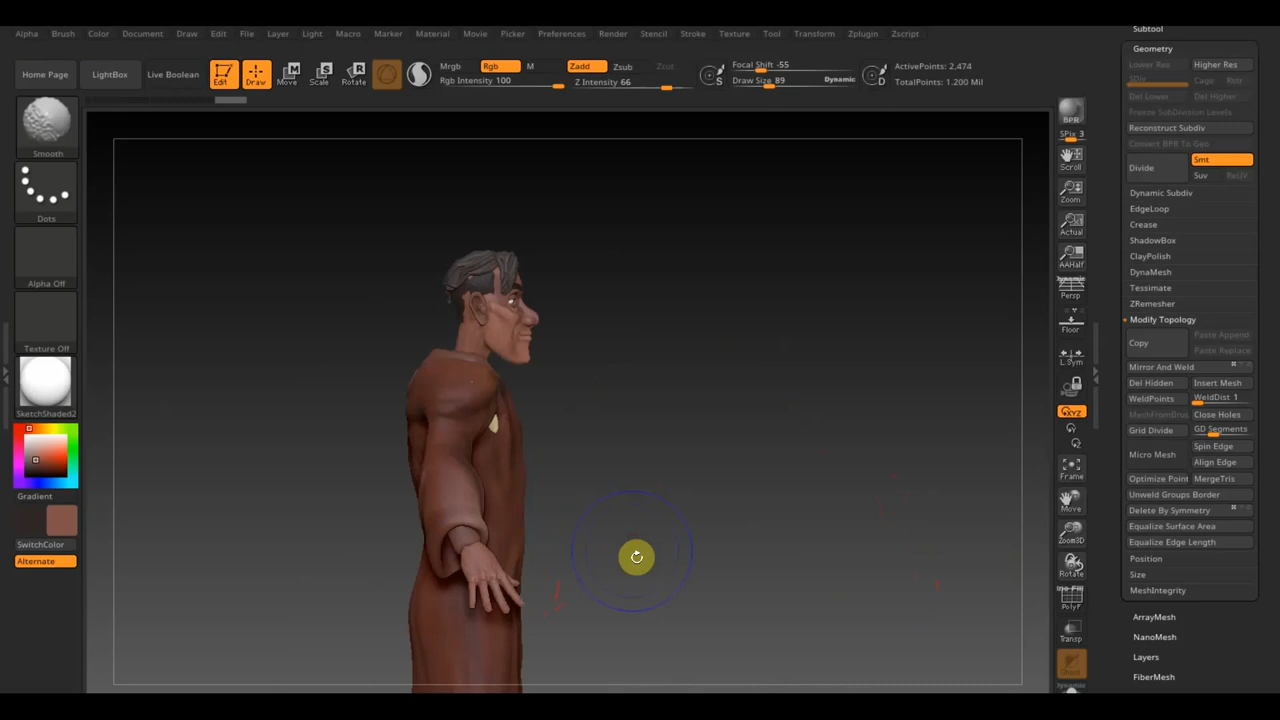 Alpha Brush Color Document Draw Edit File Layer Light Macro Marker Material Movie Picker Preferences Render Stencil Stroke Texture Tool Transform Zplugin Zscript
Home Page
LightBox
Live Boolean
Edit
Draw
Move
Scale
Rotate
Mrgb Rgb M
Rgb Intensity 100
Zadd Zsub Zcut
Z Intensity 66
S
Focal Shift -55
Draw Size 89
Dynamic
D
ActivePoints: 2,474
TotalPoints: 1.200 Mil
Smooth
Dots
Alpha Off
Texture Off
SketchShaded2
Gradient
SwitchColor
Alternate
BPR
SPix 3
Scroll
Zoom
Actual
AAHalf
Dynamic
Persp
Floor
L.Sym
XYZ
Frame
Move
Zoom3D
Rotate
PolyF
Transp
Dynamic
Subtool
Geometry
Lower Res Higher Res
SDiv Cage Rstr
Del Lower Del Higher
Freeze SubDivision Levels
Reconstruct Subdiv
Convert BPR To Geo
Divide
Smt
Suv ReUV
Dynamic Subdiv
EdgeLoop
Crease
ShadowBox
ClayPolish
DynaMesh
Tessimate
ZRemesher
Modify Topology
Copy
Paste Append
Paste Replace
Mirror And Weld
Del Hidden Insert Mesh
WeldPoints WeldDist 1
MeshFromBrus Close Holes
Grid Divide GD Segments
Micro Mesh
Spin Edge
Align Edge
Optimize Point MergeTris
Unweld Groups Border
Delete By Symmetry
Equalize Surface Area
Equalize Edge Length
Position
Size
MeshIntegrity
ArrayMesh
NanoMesh
Layers
FiberMesh